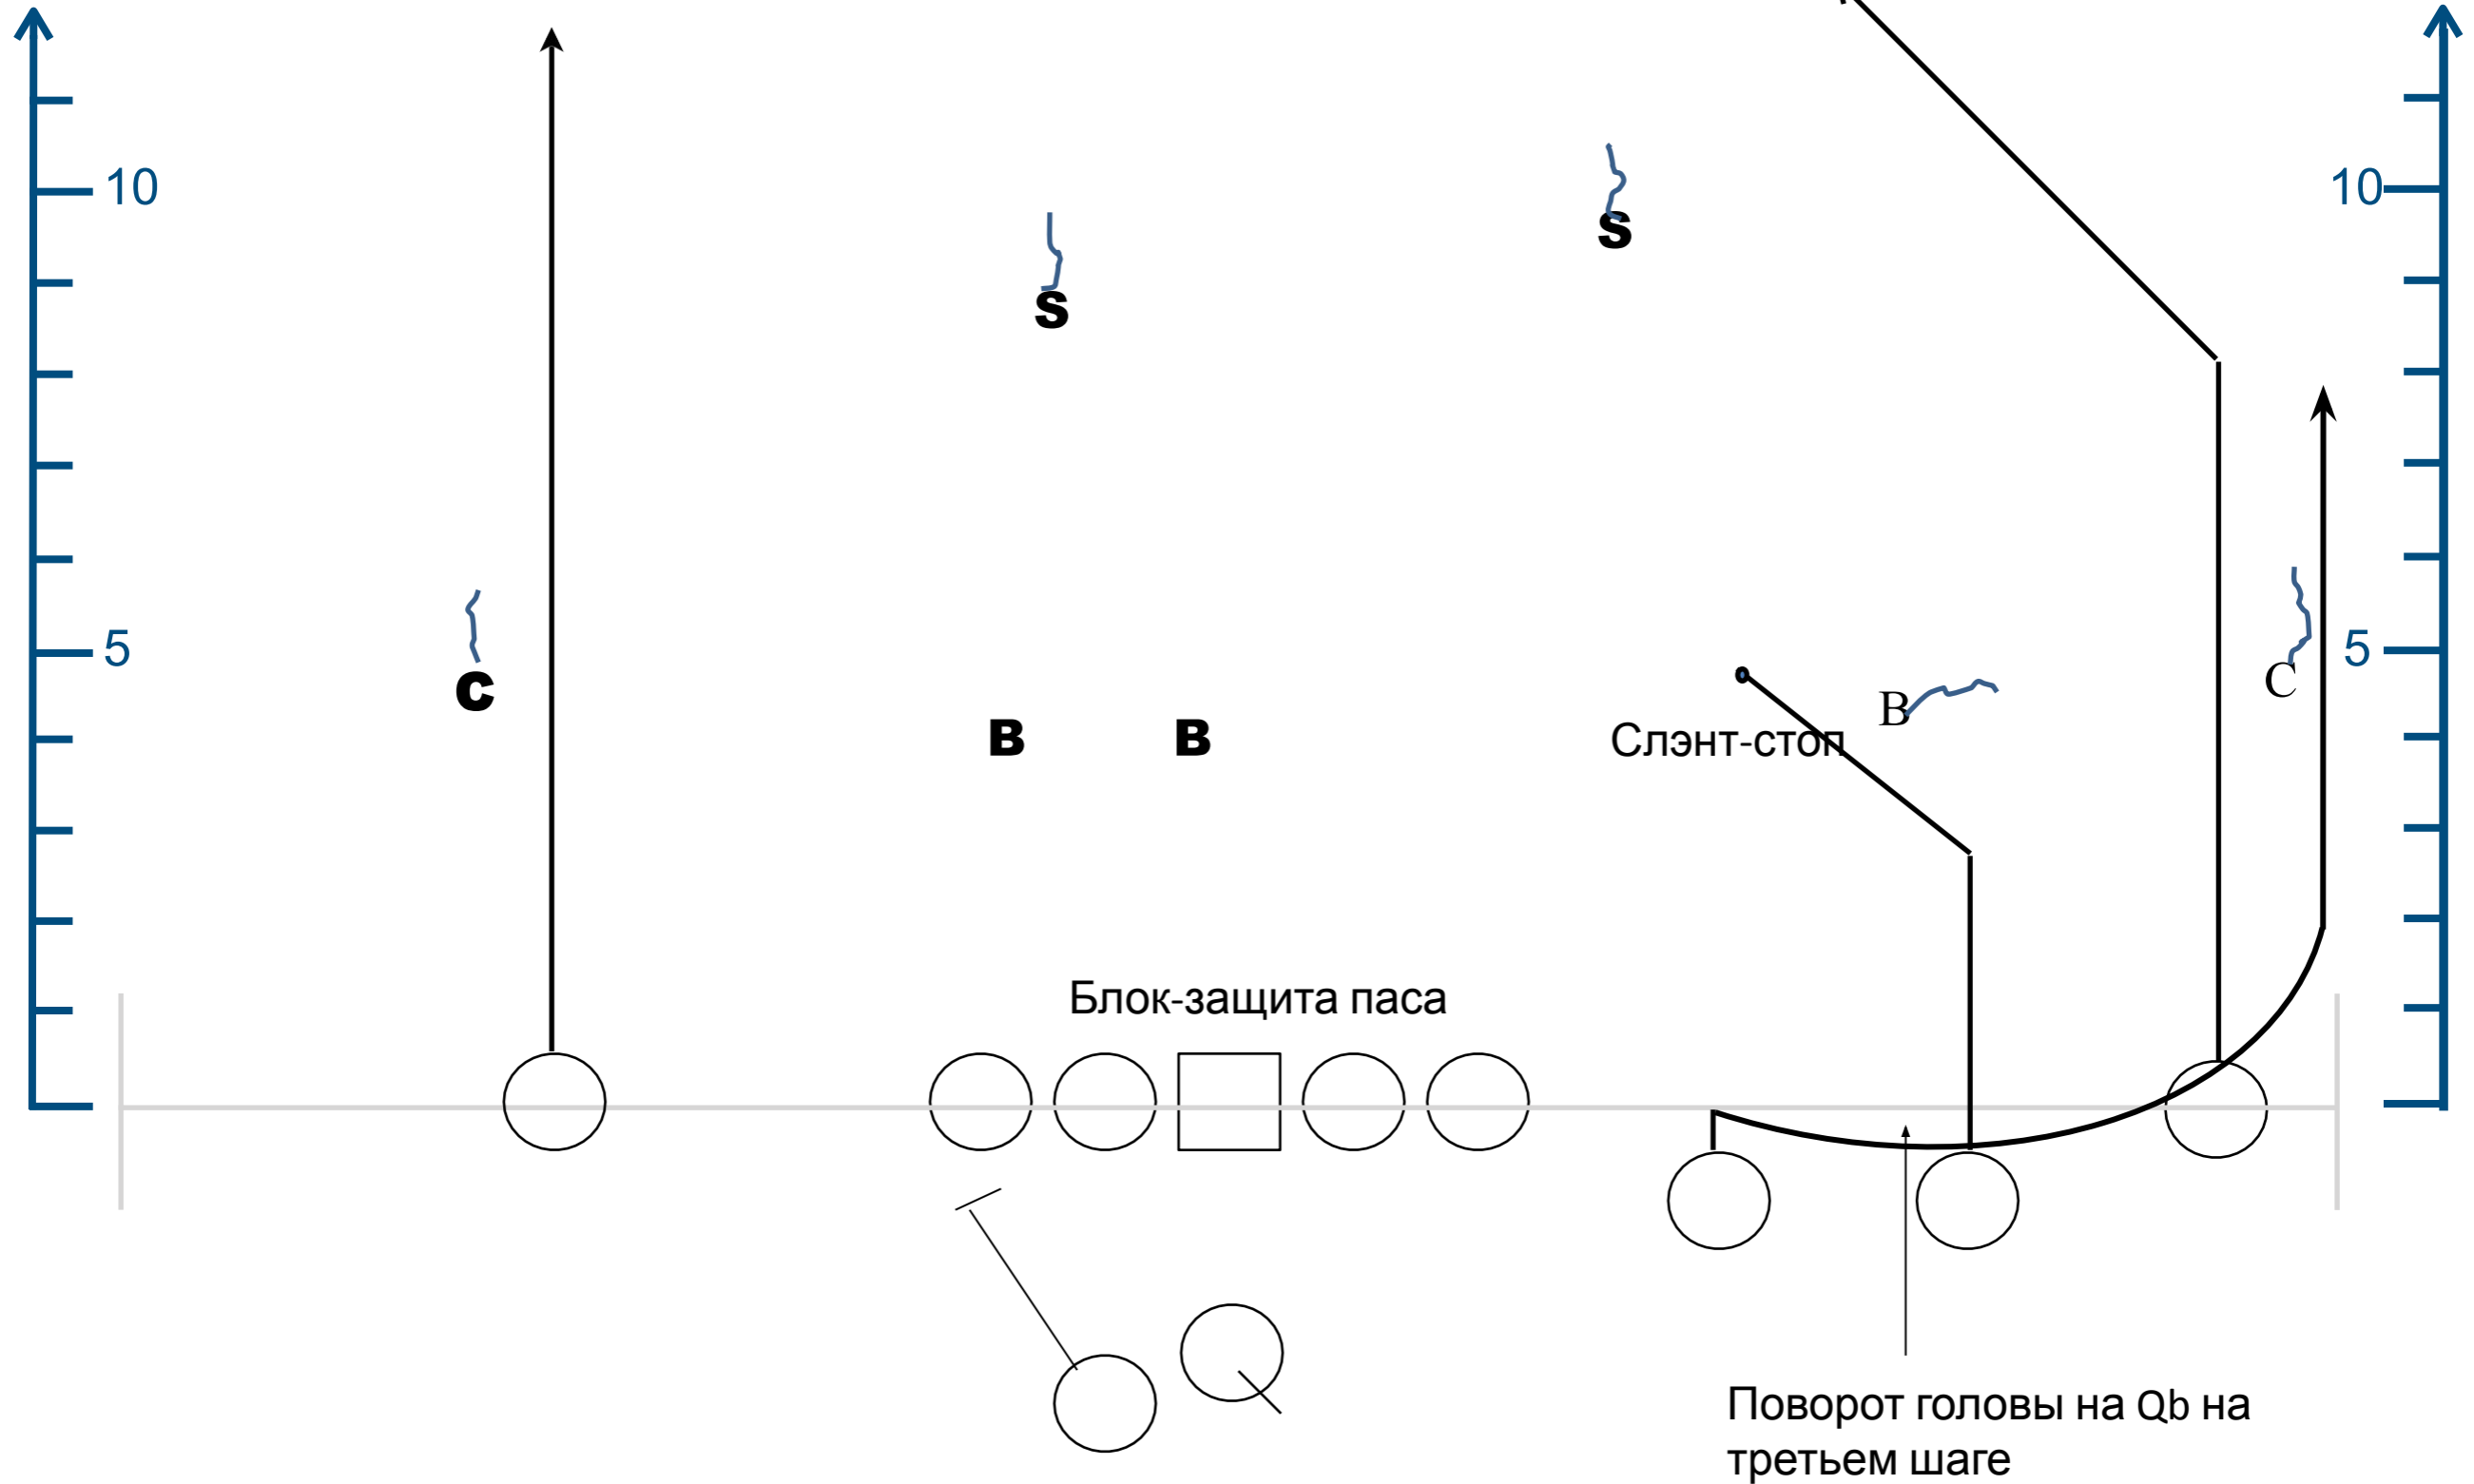 10
10
S
S
5
5
C
B
B
B
C
Слэнт-стоп
Блок-защита паса
Поворот головы на Qb на
третьем шаге